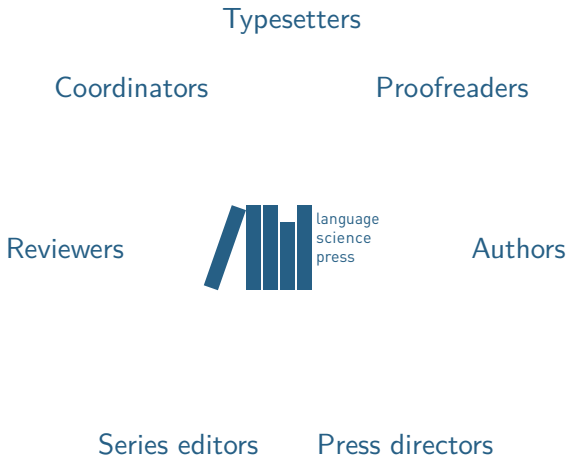 Typesetters
Coordinators
Proofreaders
language
science
press
Reviewers
Authors
Series editors
Press directors